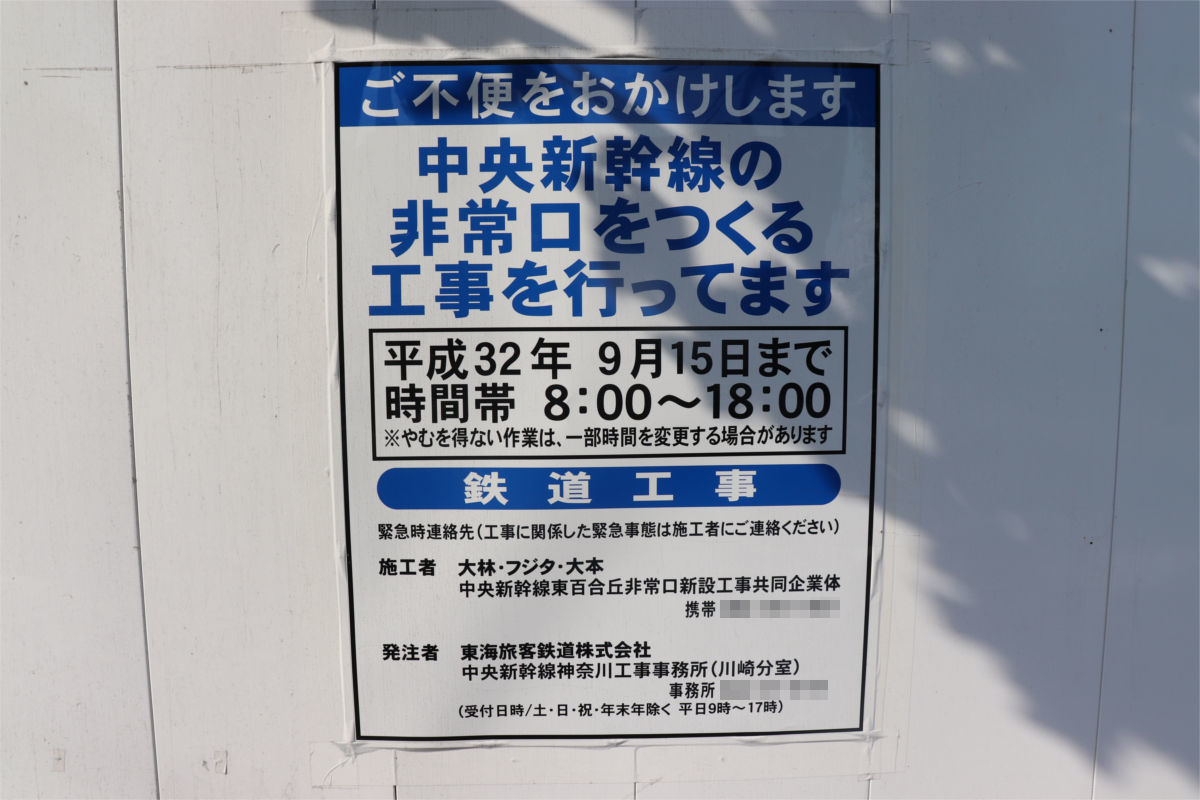 ご不便をおかけします
中央新幹線の
非常口をつくる
工事を行ってます
平成32年 9月15日まで
時間帯 8：00〜18：00
※やむを得ない作業は、一部時間を変更する場合があります
鉄道工事
緊急時連絡先（工事に関係した緊急事態は施工者にご連絡ください）
施工者 大林・フジタ・大本
中央新幹線東百合丘非常口新設工事共同企業体
携帯
発注者 東海旅客鉄道株式会社
中央新幹線神奈川工事事務所（川崎分室）
事務所
（受付日時/土・日・祝・年末年除く 平日9時〜17時）